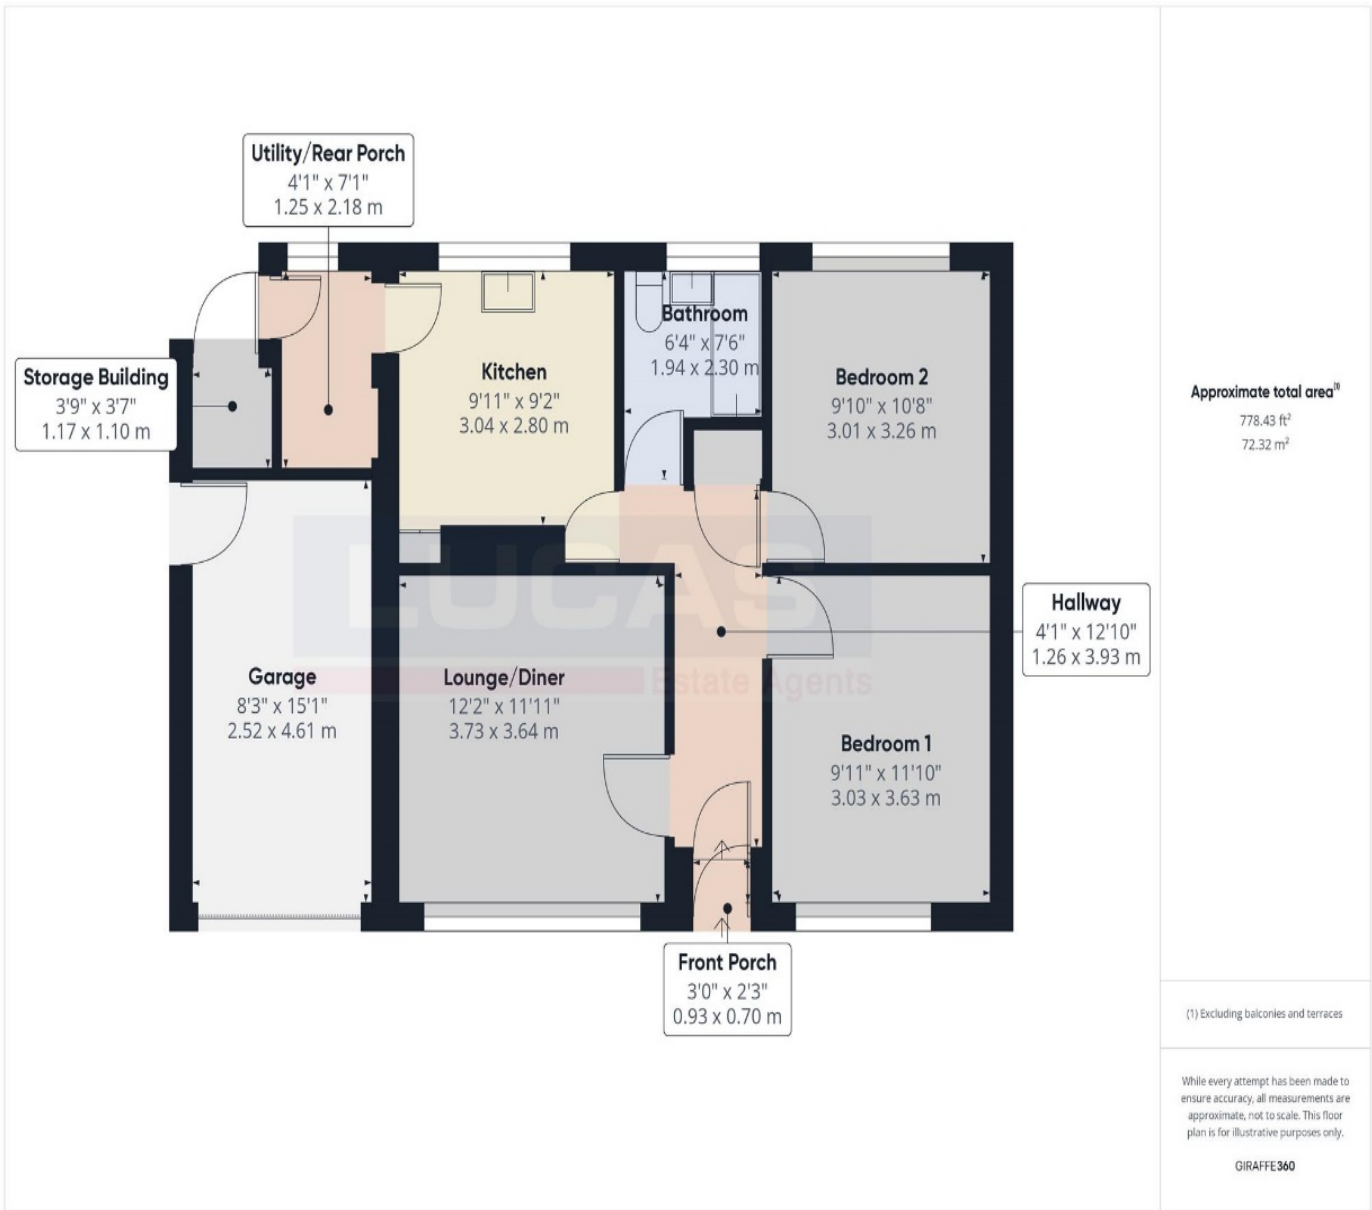 Utility/Rear Porch
4'1" x 7'1"
1.25 x 2.18 m
Storage Building
3'9" x 3'7"
1.17 x 1.10 m
Kitchen
9'11" x 9'2"
3.04 x 2.80 m
Bathroom
6'4" x 7'6"
1.94 x 2.30 m
Bedroom 2
9'10" x 10'8"
3.01 x 3.26 m
LUCAS
Estate Agents
Hallway
4'1" x 12'10"
1.26 x 3.93 m
Garage
8'3" x 15'1"
2.52 x 4.61 m
Lounge/Diner
12'2" x 11'11"
3.73 x 3.64 m
Bedroom 1
9'11" x 11'10"
3.03 x 3.63 m
Front Porch
3'0" x 2'3"
0.93 x 0.70 m
Approximate total area(1)
778.43 ft²
72.32 m²
(1) Excluding balconies and terraces
While every attempt has been made to
ensure accuracy, all measurements are
approximate, not to scale. This floor
plan is for illustrative purposes only.
GIRAFFE360